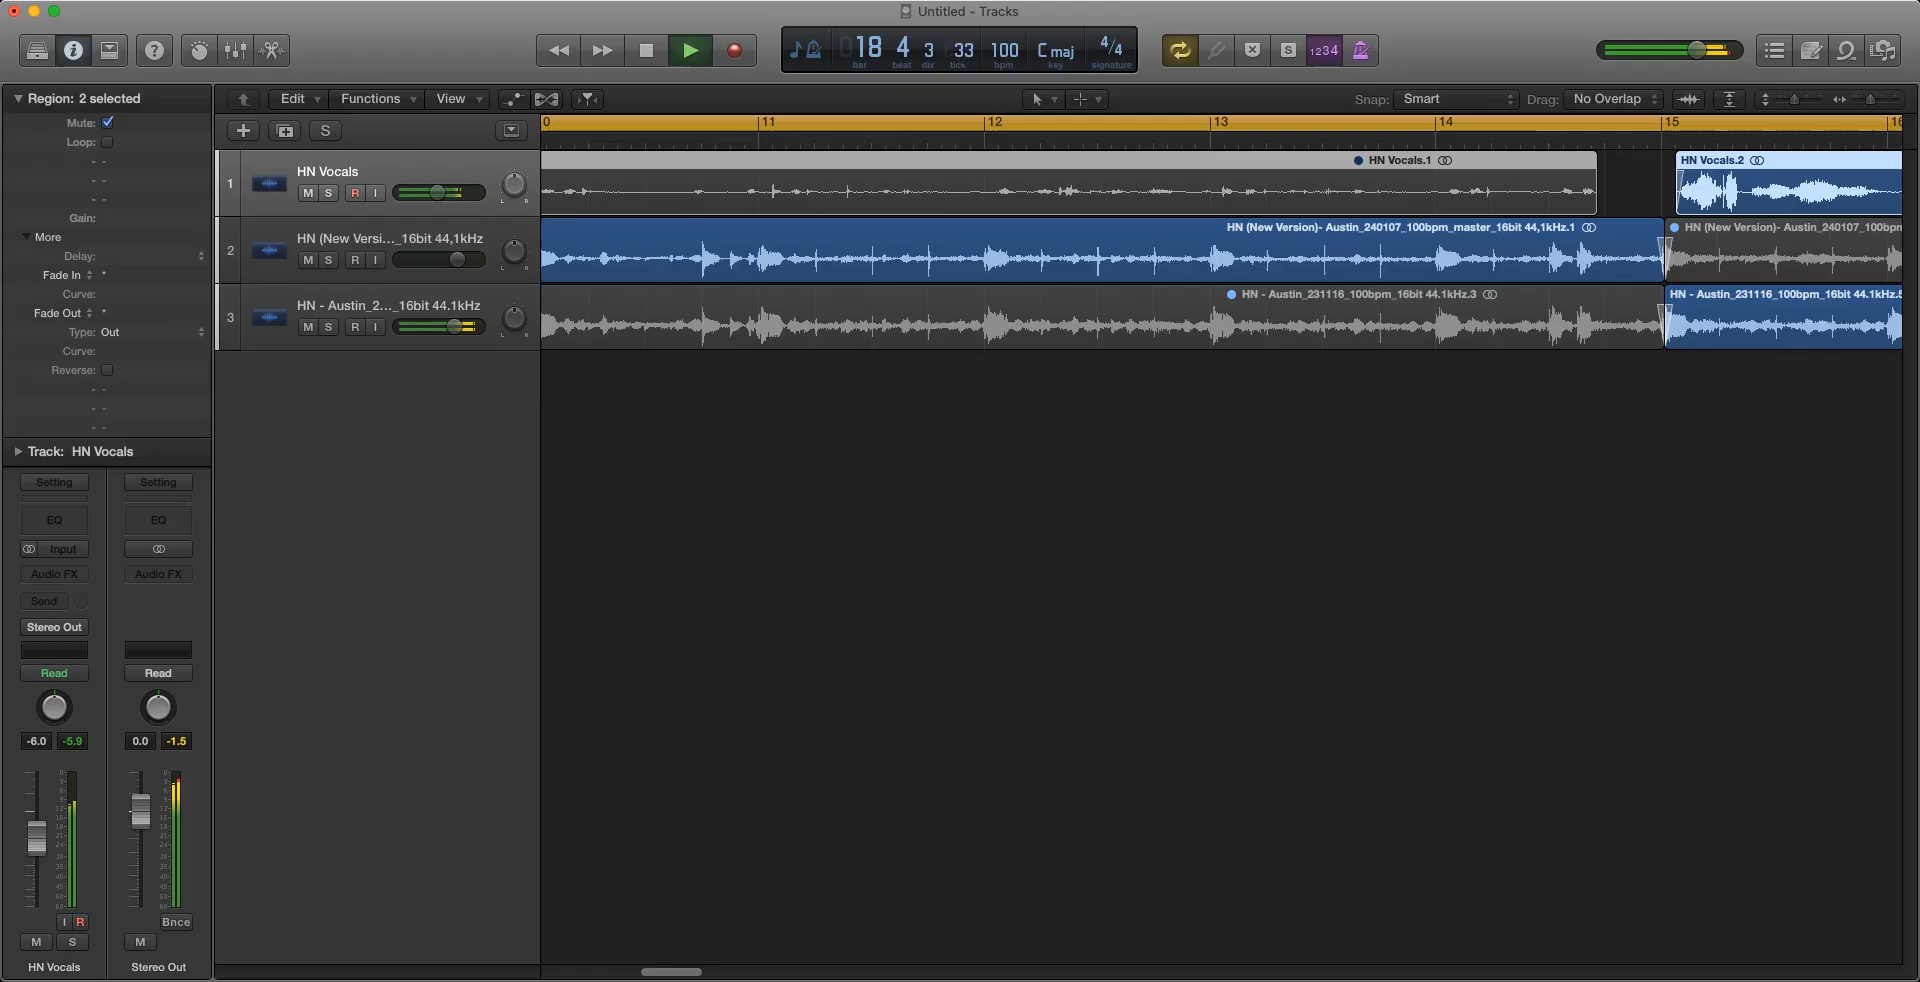 Untitled - Tracks
18 4 3 33 100 C maj 4/4
bar beat div tick bpm key signature
S 1234
Region: 2 selected
Edit Functions View
Snap: Smart Drag: No Overlap
Mute:
Loop:
- -
- -
- -
Gain:
More
Delay:
Fade In
Curve:
Fade Out
Type: Out
Curve:
Reverse:
- -
- -
- -
Track: HN Vocals
S
0 11 12 13 14 15 16
1 HN Vocals
M S R I
L R
HN Vocals.1
HN Vocals.2
2 HN (New Versi..._16bit 44,1kHz
M S R I
L R
HN (New Version)- Austin_240107_100bpm_master_16bit 44,1kHz.1
HN (New Version)- Austin_240107_100bpn
3 HN - Austin_2..._16bit 44.1kHz
M S R I
L R
HN - Austin_231116_100bpm_16bit 44.1kHz.3
HN - Austin_231116_100bpm_16bit 44.1kHz.5
Setting Setting
EQ EQ
Input
Audio FX Audio FX
Send
Stereo Out
Read Read
-6.0 -5.9 0.0 -1.5
I R Bnce
M S M
HN Vocals Stereo Out